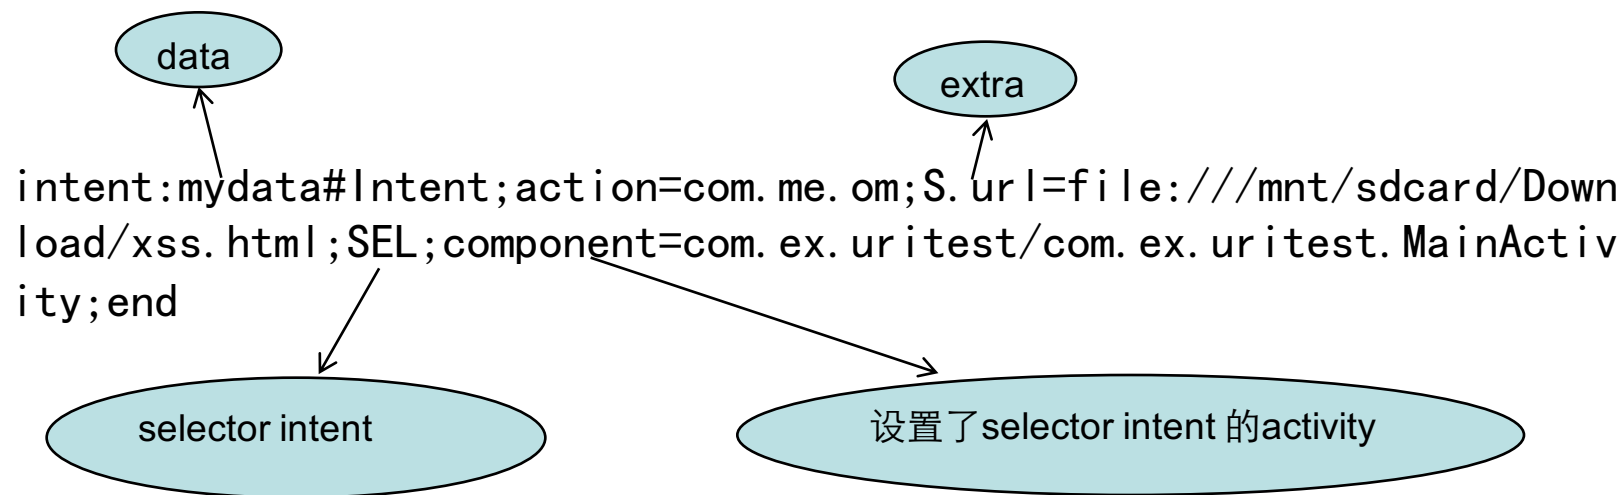 data
extra
intent:mydata#Intent;action=com.me.om;S.url=file:///mnt/sdcard/Down
load/xss.html;SEL;component=com.ex.uritest/com.ex.uritest.MainActiv
ity;end
selector intent
设置了selector intent 的activity